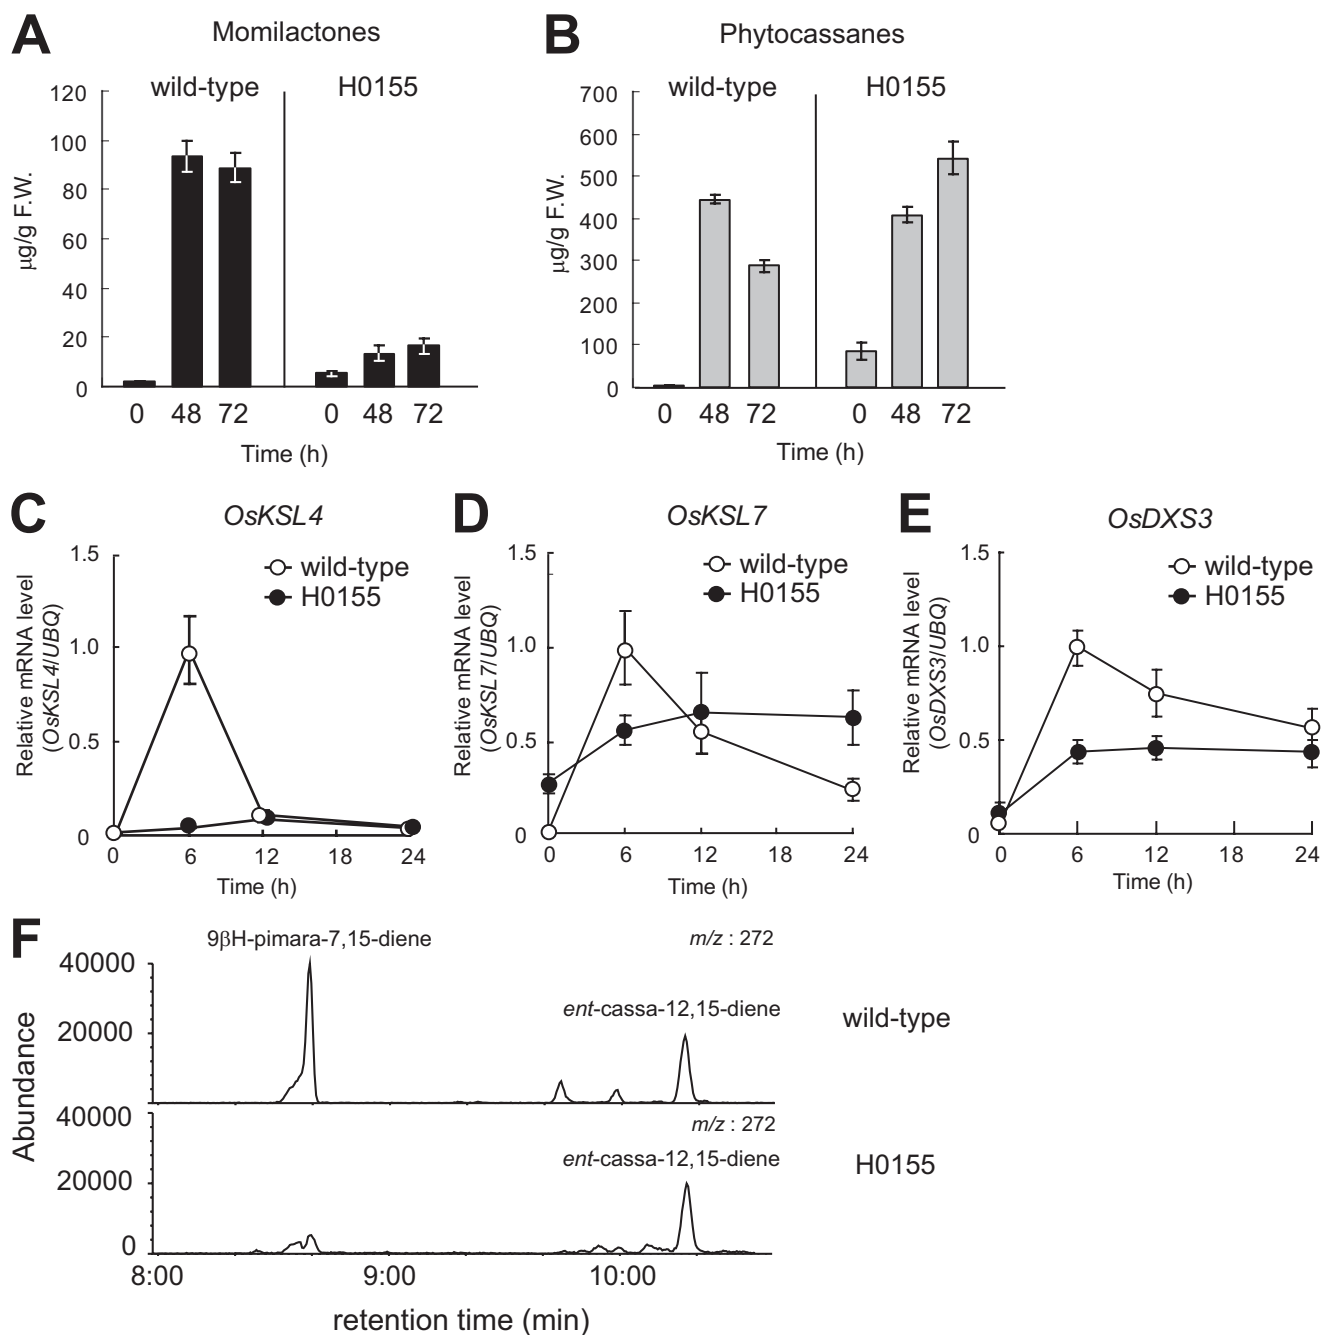 A
Momilactones
wild-type
H0155
120
100
80
60
40
20
0
μg/g F.W.
0 48 72 0 48 72
Time (h)
B
Phytocassanes
wild-type
H0155
700
600
500
400
300
200
100
0
μg/g F.W.
0 48 72 0 48 72
Time (h)
C
OsKSL4
wild-type
H0155
1.5
1.0
0.5
0
Relative mRNA level
(OsKSL4/UBQ)
0 6 12 18 24
Time (h)
D
OsKSL7
wild-type
H0155
1.5
1.0
0.5
0
Relative mRNA level
(OsKSL7/UBQ)
0 6 12 18 24
Time (h)
E
OsDXS3
wild-type
H0155
1.5
1.0
0.5
0
Relative mRNA level
(OsDXS3/UBQ)
0 6 12 18 24
Time (h)
F
9βH-pimara-7,15-diene
m/z : 272
40000
20000
ent-cassa-12,15-diene
wild-type
Abundance
40000
20000
0
m/z : 272
ent-cassa-12,15-diene
H0155
8:00 9:00 10:00
retention time (min)